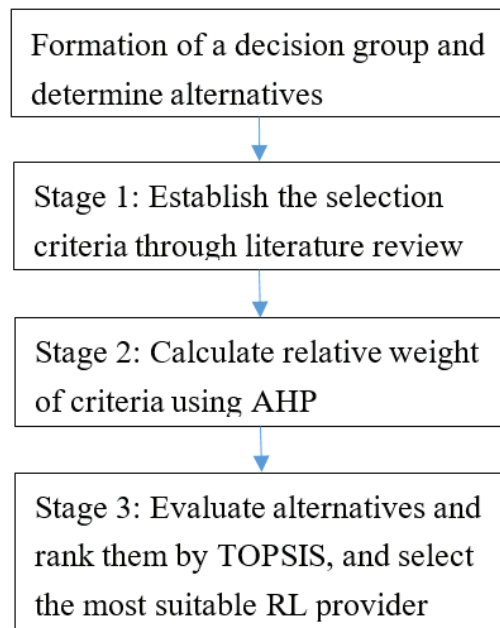 Formation of a decision group and
determine alternatives
Stage 1: Establish the selection
criteria through literature review
Stage 2: Calculate relative weight
of criteria using AHP
Stage 3: Evaluate alternatives and
rank them by TOPSIS, and select
the most suitable RL provider